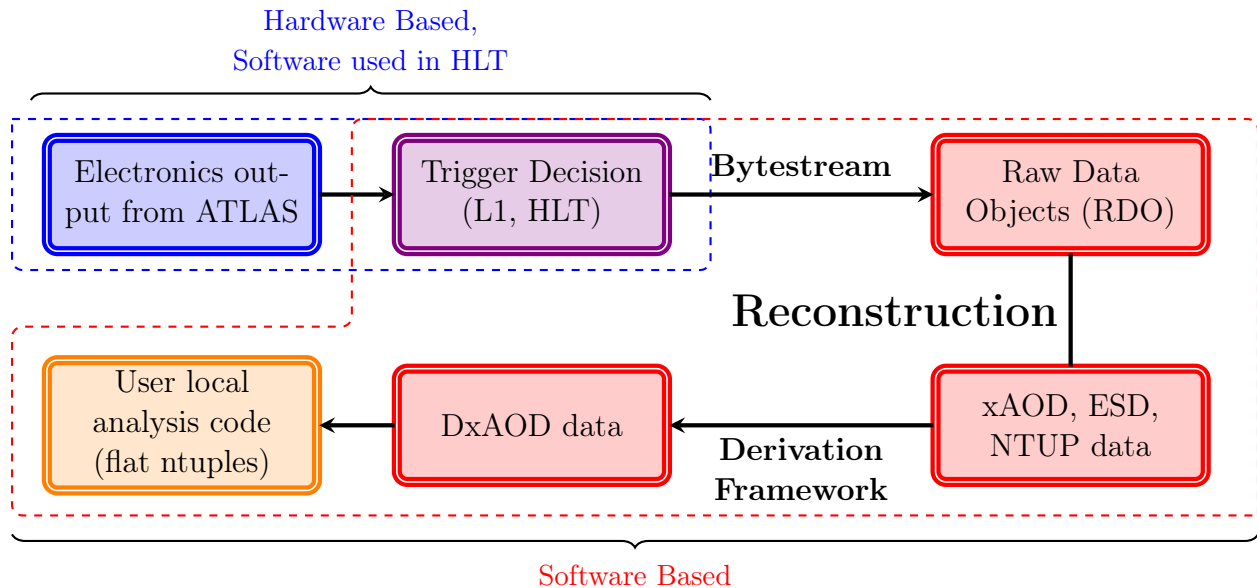 Hardware Based,
Software used in HLT
Electronics out-
put from ATLAS
Trigger Decision
(L1, HLT)
Bytestream
Raw Data
Objects (RDO)
Reconstruction
User local
analysis code
(flat ntuples)
DxAOD data
Derivation
Framework
xAOD, ESD,
NTUP data
Software Based